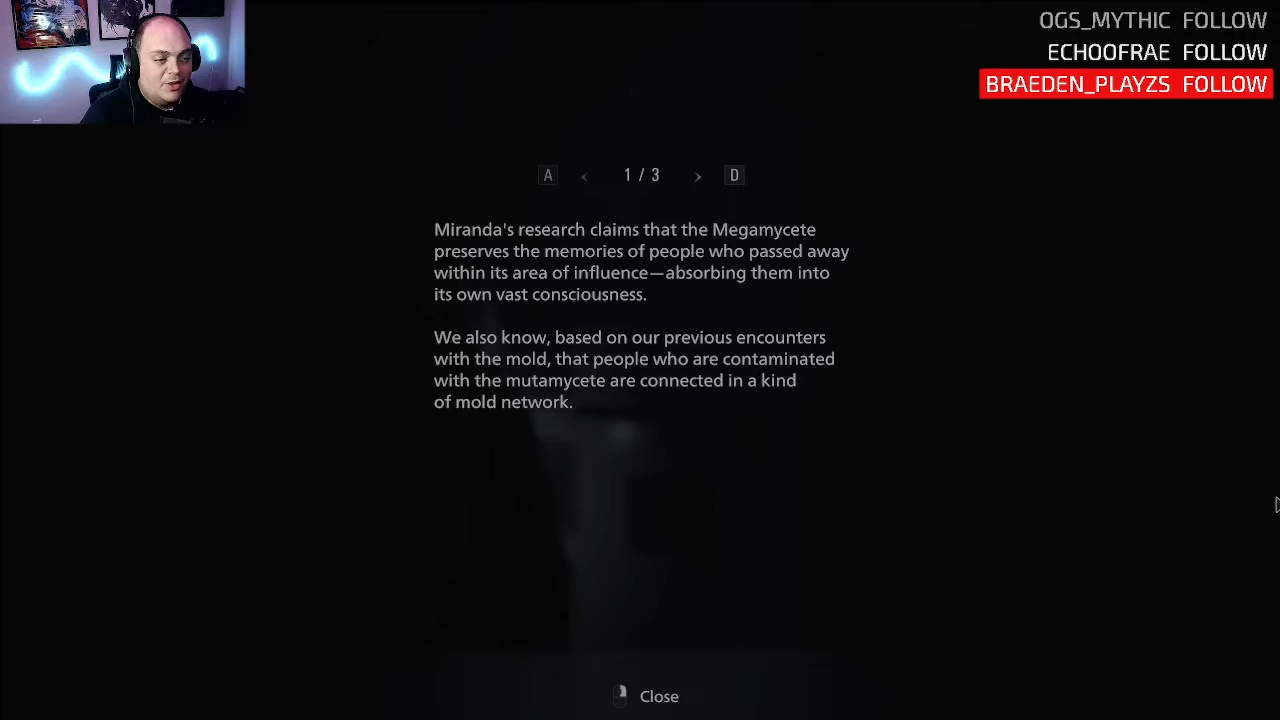 OGS_MYTHIC FOLLOW
ECHOOFRAE FOLLOW
BRAEDEN_PLAYZS FOLLOW
A < 1 / 3 > D
Miranda's research claims that the Megamycete
preserves the memories of people who passed away
within its area of influence—absorbing them into
its own vast consciousness.
We also know, based on our previous encounters
with the mold, that people who are contaminated
with the mutamycete are connected in a kind
of mold network.
Close